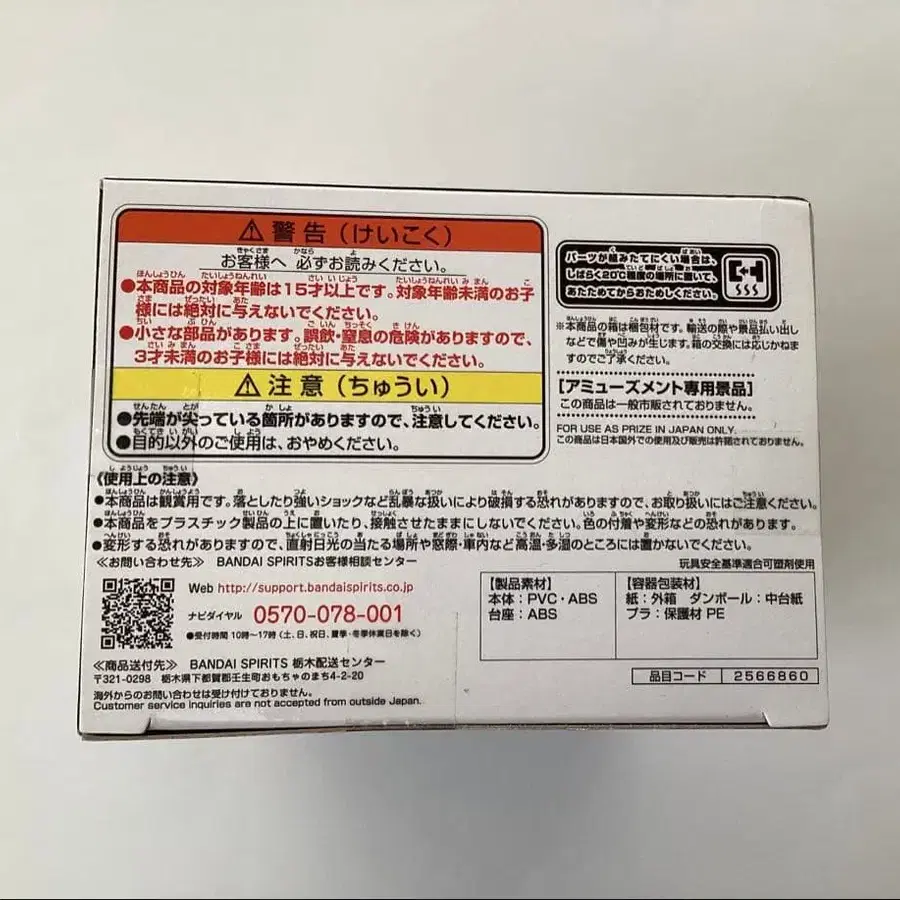 ⚠警告（けいこく）
お客様へ 必ずお読みください。
●本商品の対象年齢は15才以上です。対象年齢未満のお子
様には絶対に与えないでください。
●小さな部品があります。誤飲・窒息の危険がありますので、
3才未満のお子様には絶対に与えないでください。
⚠注意（ちゅうい）
●先端が尖っている箇所がありますので、注意してください。
●目的以外のご使用は、おやめください。
パーツが組みたてにくい場合は、
しばらく20℃程度の場所に置いて、
あたためてからおためしください。
※本商品の箱は梱包材です。輸送の際や景品払い出し
などで傷や凹みが生じます。箱の交換には応じかねま
すのでご了承ください。
【アミューズメント専用景品】
この商品は一般市販されておりません。
FOR USE AS PRIZE IN JAPAN ONLY.
この商品は日本国外での使用及び販売は許諾されておりません。
《使用上の注意》
●本商品は観賞用です。落としたり強いショックなど乱暴な扱いにより破損する恐れがありますので、お取り扱いにはご注意ください。
●本商品をプラスチック製品の上に置いたり、接触させたままにしないでください。色の付着や変形などの恐れがあります。
●変形する恐れがありますので、直射日光の当たる場所や窓際・車内など高温・多湿のところには置かないでください。
≪お問い合わせ先≫ BANDAI SPIRITSお客様相談センター
玩具安全基準適合可塑剤使用
Web http://support.bandaispirits.co.jp
ナビダイヤル 0570-078-001
●受付時間 10時〜17時（土、日、祝日、夏季・冬季休業日を除く）
【製品素材】
本体：PVC・ABS
台座：ABS
【容器包装材】
紙：外箱 ダンボール：中台紙
プラ：保護材 PE
≪商品送付先≫ BANDAI SPIRITS 栃木配送センター
〒321-0298 栃木県下都賀郡壬生町おもちゃのまち4-2-20
品目コード 2566860
海外からのお問い合わせは受け付けておりません。
Customer service inquiries are not accepted from outside Japan.